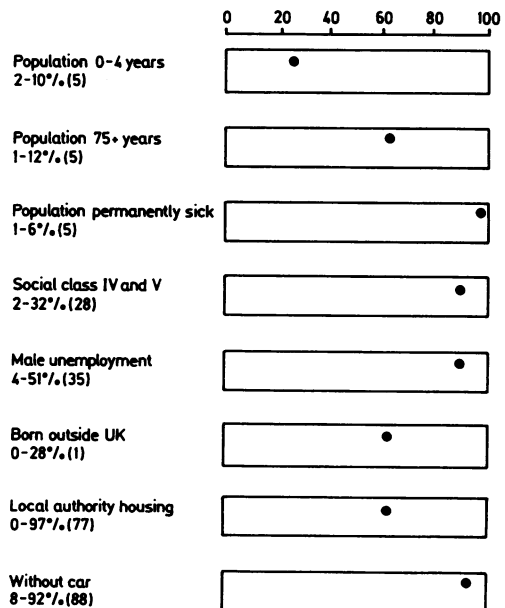 0 20 40 60 80 100
Population 0-4 years
2-10%(5)
Population 75+ years
1-12%(5)
Population permanently sick
1-6%(5)
Social class IV and V
2-32%(28)
Male unemployment
4-51%(35)
Born outside UK
0-28%(1)
Local authority housing
0-97%(77)
Without car
8-92%(88)